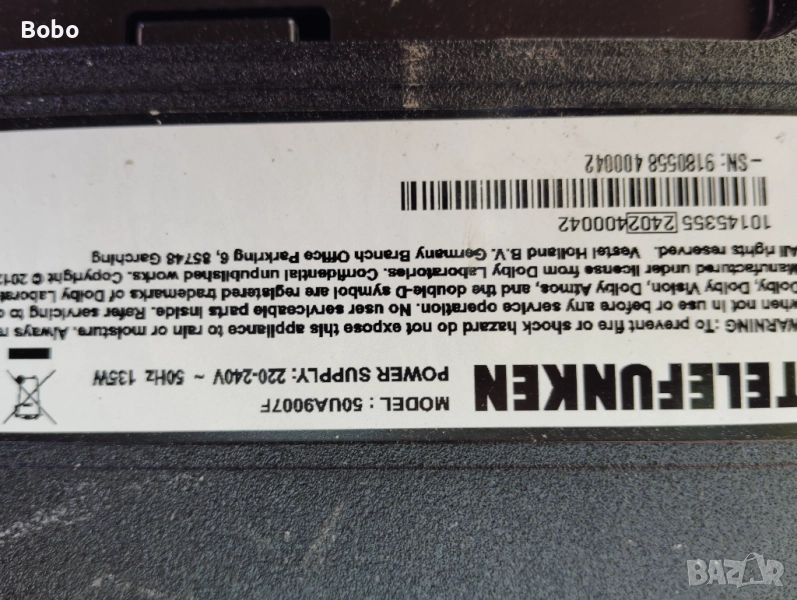 Bobo
TELEFUNKEN
MODEL : 50UA9007F
POWER SUPPLY: 220-240V ~ 50Hz 135W
WARNING: To prevent fire or shock hazard do not expose this appliance to rain or moisture. Always
when not in use or before any service operation. No user serviceable parts inside. Refer servicing to
Dolby, Dolby Vision, Dolby Atmos, and the double-D symbol are registered trademarks of Dolby
Manufactured under license from Dolby Laboratories. Confidential unpublished works. Copyright ©
All rights reserved. Vestel Holland B.V. Germany Branch Office Parkring 6, 85748 Garching
10145355 2402400042
-SN: 9180558 400042
BAZAR